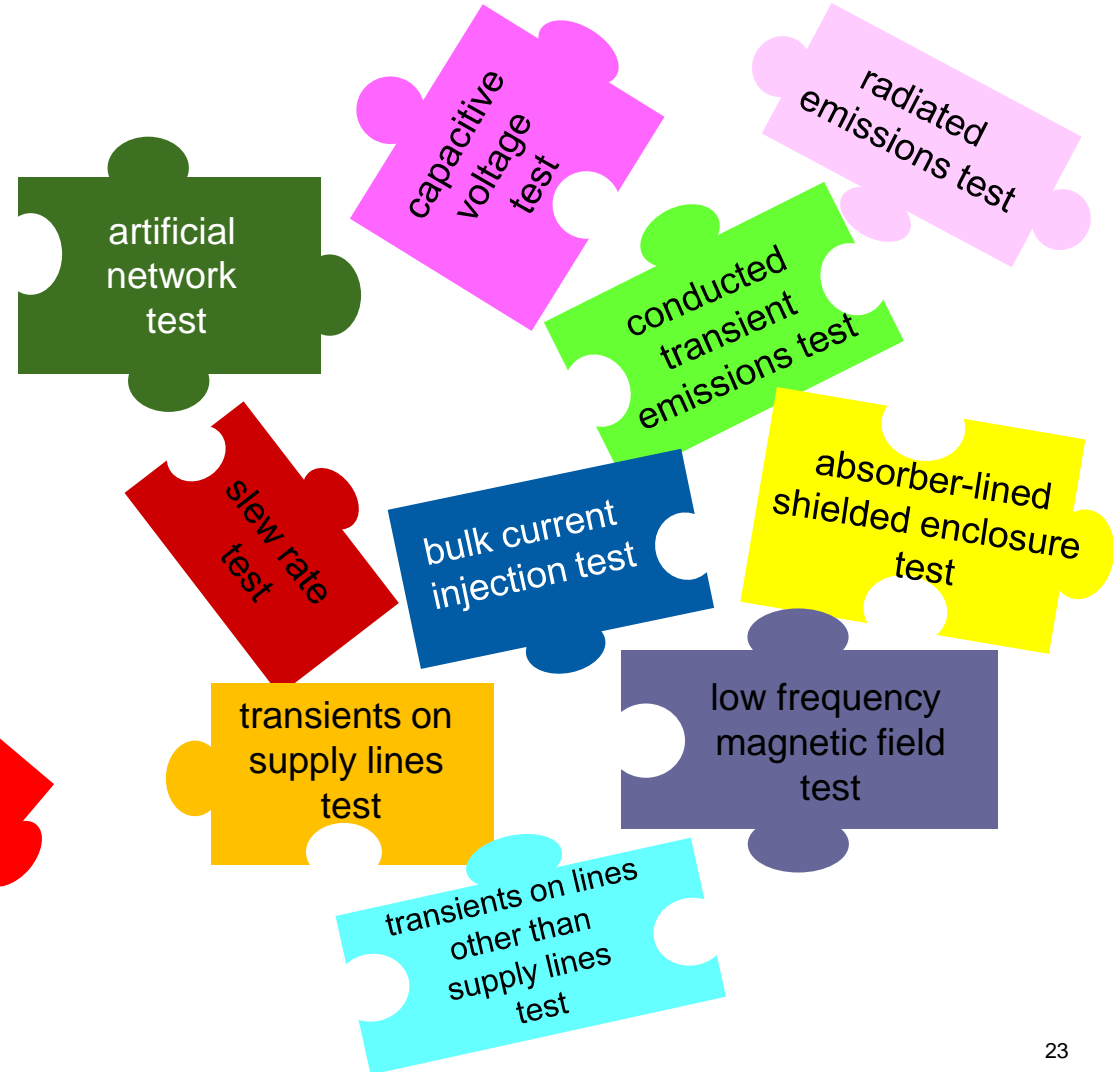 capacitive
voltage
test
radiated
emissions test
artificial
network
test
conducted
transient
emissions test
slew rate
test
bulk current
injection test
absorber-lined
shielded enclosure
test
transients on
supply lines
test
low frequency
magnetic field
test
transients on lines
other than
supply lines
test
23